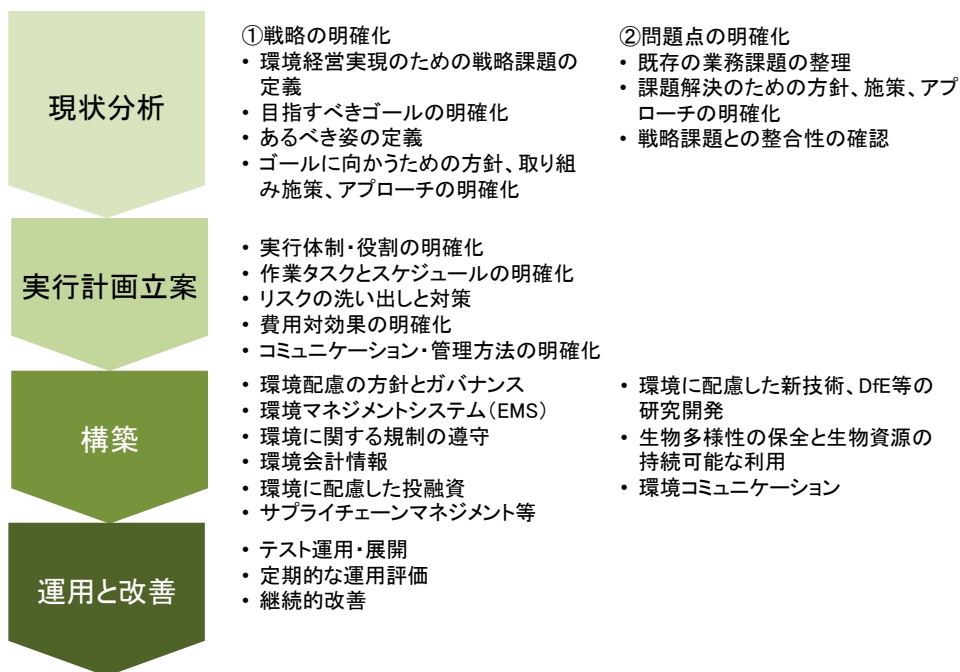 現状分析
①戦略の明確化
• 環境経営実現のための戦略課題の
定義
• 目指すべきゴールの明確化
• あるべき姿の定義
• ゴールに向かうための方針、取り組
み施策、アプローチの明確化
②問題点の明確化
• 既存の業務課題の整理
• 課題解決のための方針、施策、アプ
ローチの明確化
• 戦略課題との整合性の確認
実行計画立案
• 実行体制・役割の明確化
• 作業タスクとスケジュールの明確化
• リスクの洗い出しと対策
• 費用対効果の明確化
• コミュニケーション・管理方法の明確化
構築
• 環境配慮の方針とガバナンス
• 環境マネジメントシステム（EMS）
• 環境に関する規制の遵守
• 環境会計情報
• 環境に配慮した投融資
• サプライチェーンマネジメント等
• 環境に配慮した新技術、DfE等の
研究開発
• 生物多様性の保全と生物資源の
持続可能な利用
• 環境コミュニケーション
運用と改善
• テスト運用・展開
• 定期的な運用評価
• 継続的改善